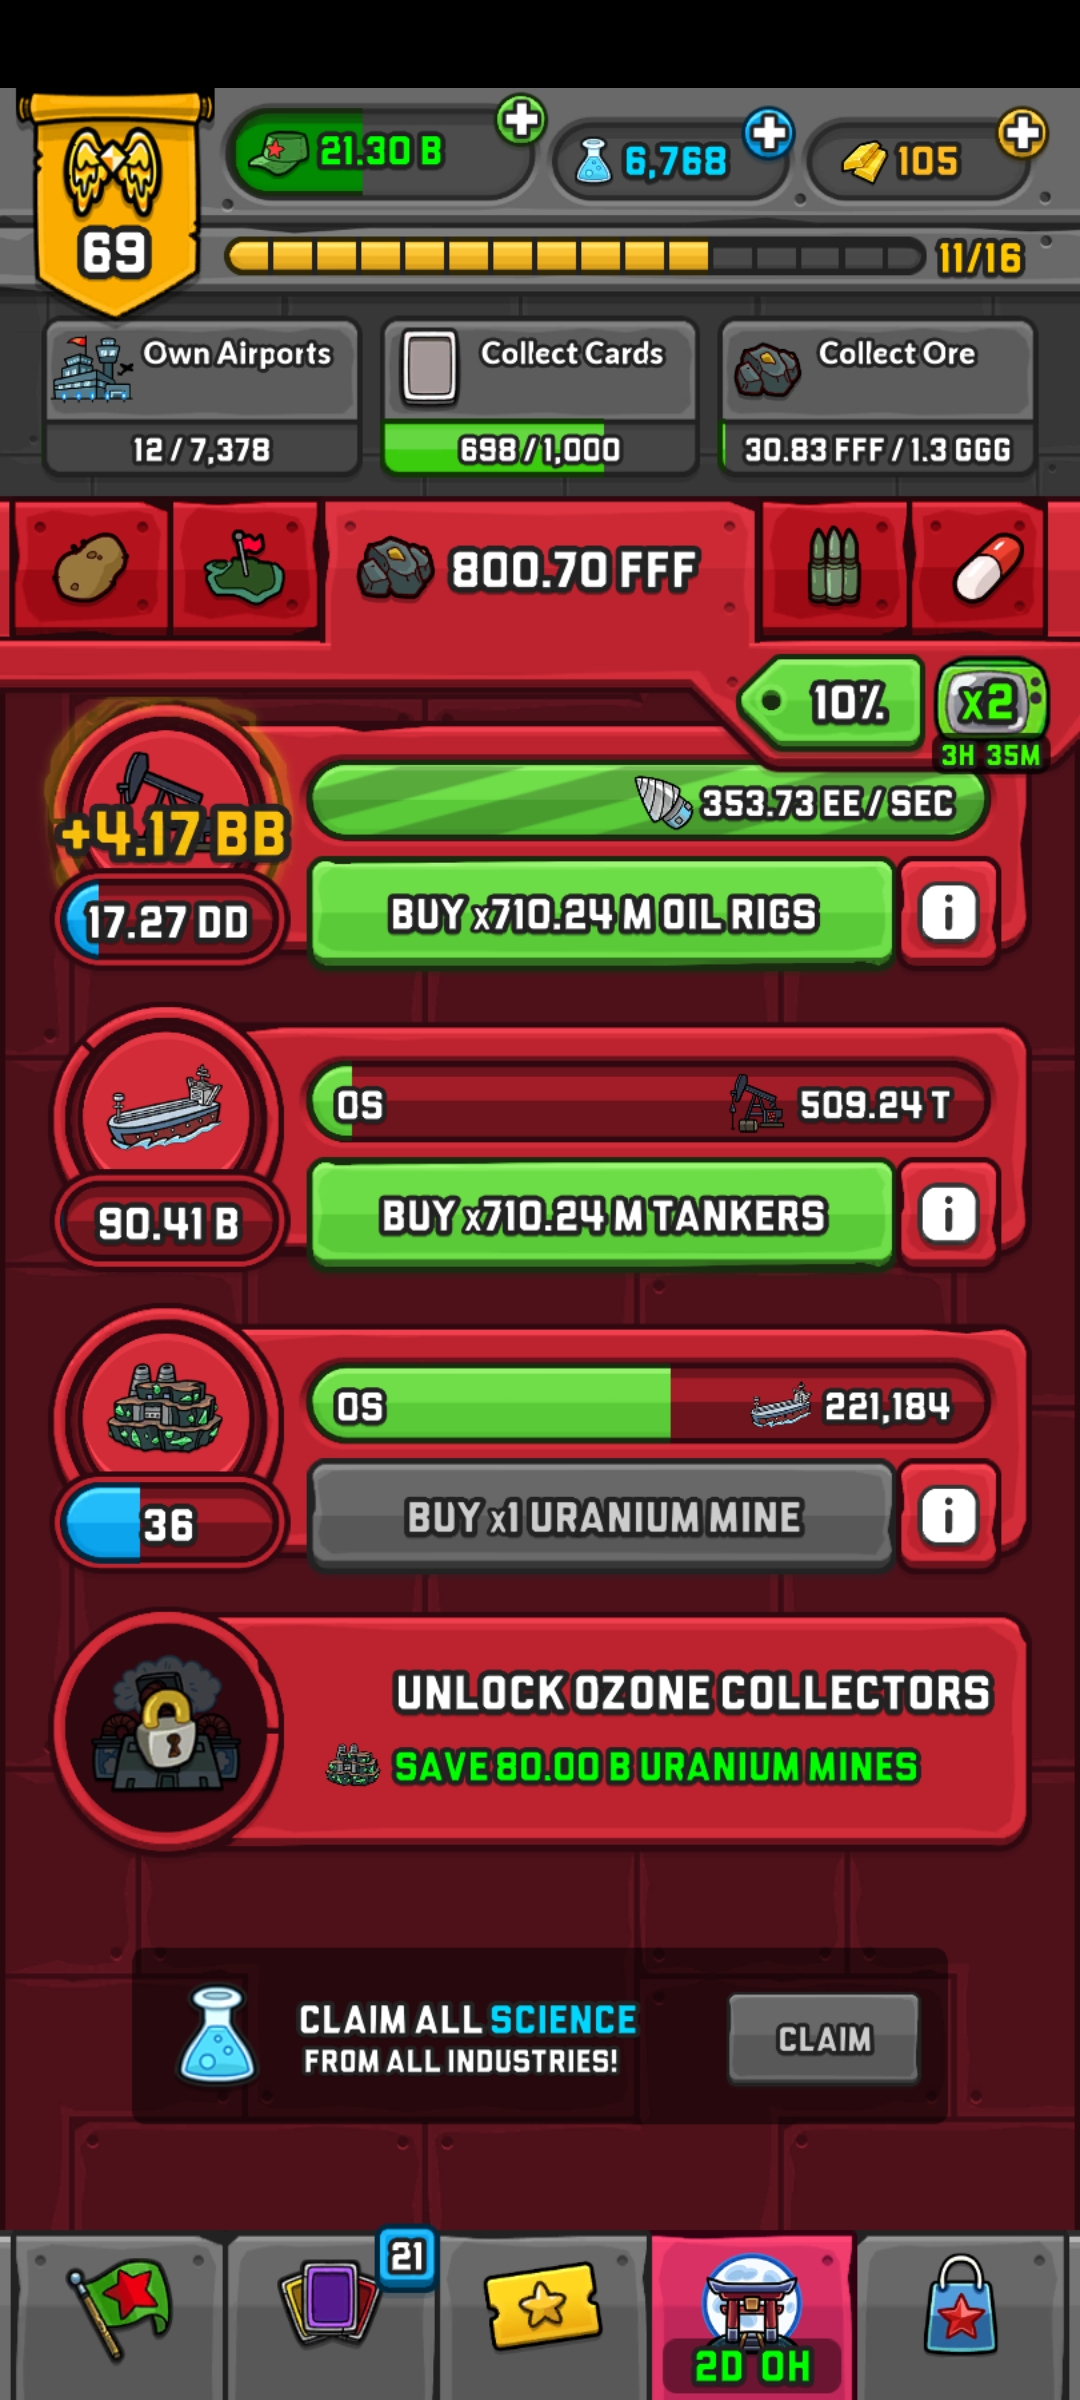 69
21.30 B
6,768
105
11/16
Own Airports
12 / 7,378
Collect Cards
698 / 1,000
Collect Ore
30.83 FFF / 1.3 GGG
800.70 FFF
10%
x2
3H 35M
+4.17 BB
353.73 EE / SEC
17.27 DD
BUY x710.24 M OIL RIGS
i
0S
509.24 T
90.41 B
BUY x710.24 M TANKERS
i
0S
221,184
36
BUY x1 URANIUM MINE
i
UNLOCK OZONE COLLECTORS
SAVE 80.00 B URANIUM MINES
CLAIM ALL SCIENCE
FROM ALL INDUSTRIES!
CLAIM
21
2D 0H